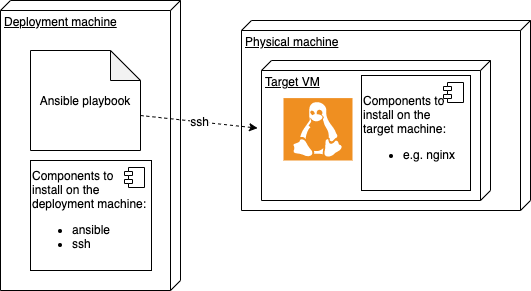 Deployment machine
Ansible playbook
Components to
install on the
deployment machine:
• ansible
• ssh
ssh
Physical machine
Target VM
Components to
install on the
target machine:
• e.g. nginx